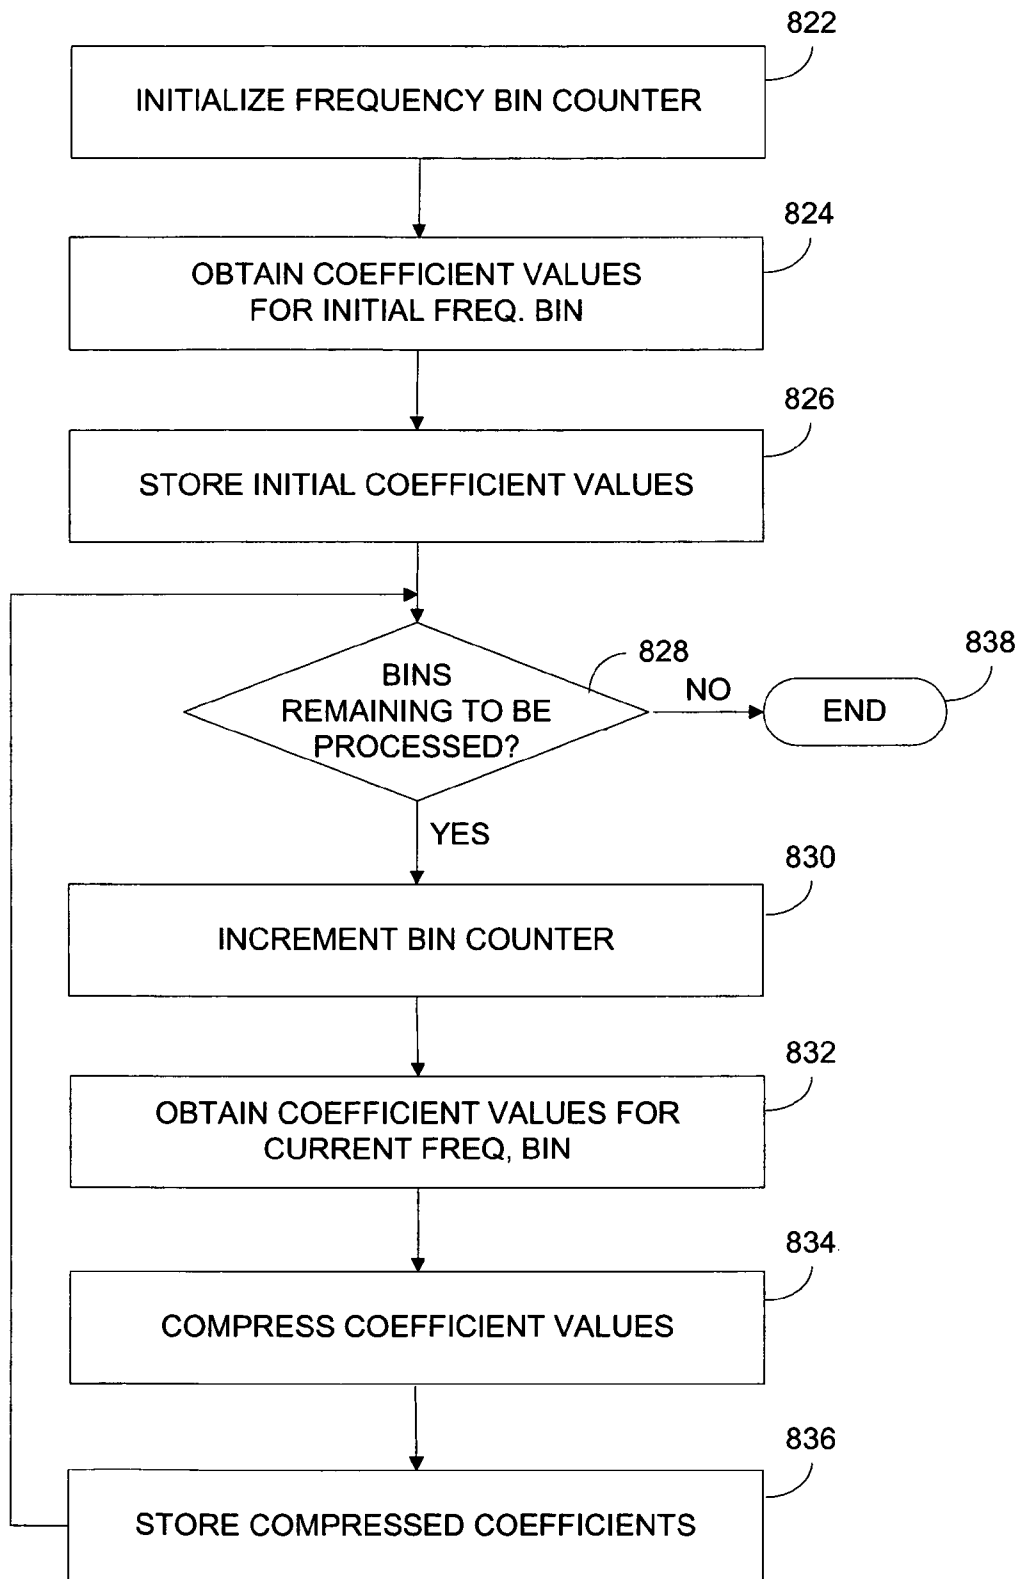 822
INITIALIZE FREQUENCY BIN COUNTER
824
OBTAIN COEFFICIENT VALUES
FOR INITIAL FREQ. BIN
826
STORE INITIAL COEFFICIENT VALUES
828
BINS
REMAINING TO BE
PROCESSED?
NO
838
END
YES
830
INCREMENT BIN COUNTER
832
OBTAIN COEFFICIENT VALUES FOR
CURRENT FREQ, BIN
834
COMPRESS COEFFICIENT VALUES
836
STORE COMPRESSED COEFFICIENTS